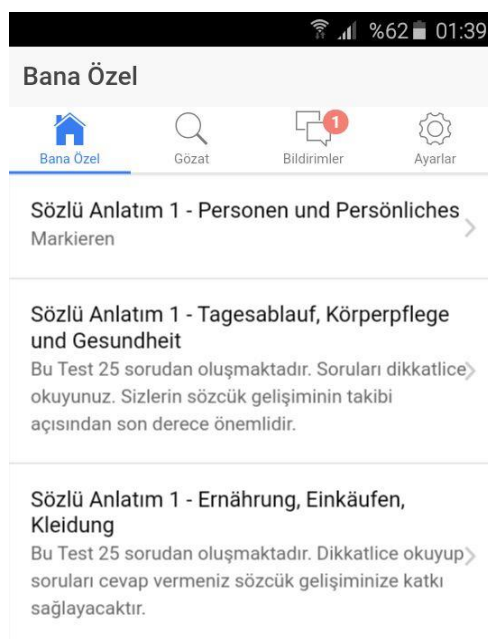 %62 01:39
Bana Özel
1
Bana Özel Gözat Bildirimler Ayarlar
Sözlü Anlatım 1 - Personen und Persönliches
Markieren
Sözlü Anlatım 1 - Tagesablauf, Körperpflege
und Gesundheit
Bu Test 25 sorudan oluşmaktadır. Soruları dikkatlice
okuyunuz. Sizlerin sözcük gelişiminin takibi
açısından son derece önemlidir.
Sözlü Anlatım 1 - Ernährung, Einkäufen,
Kleidung
Bu Test 25 sorudan oluşmaktadır. Dikkatlice okuyup
soruları cevap vermeniz sözcük gelişiminize katkı
sağlayacaktır.